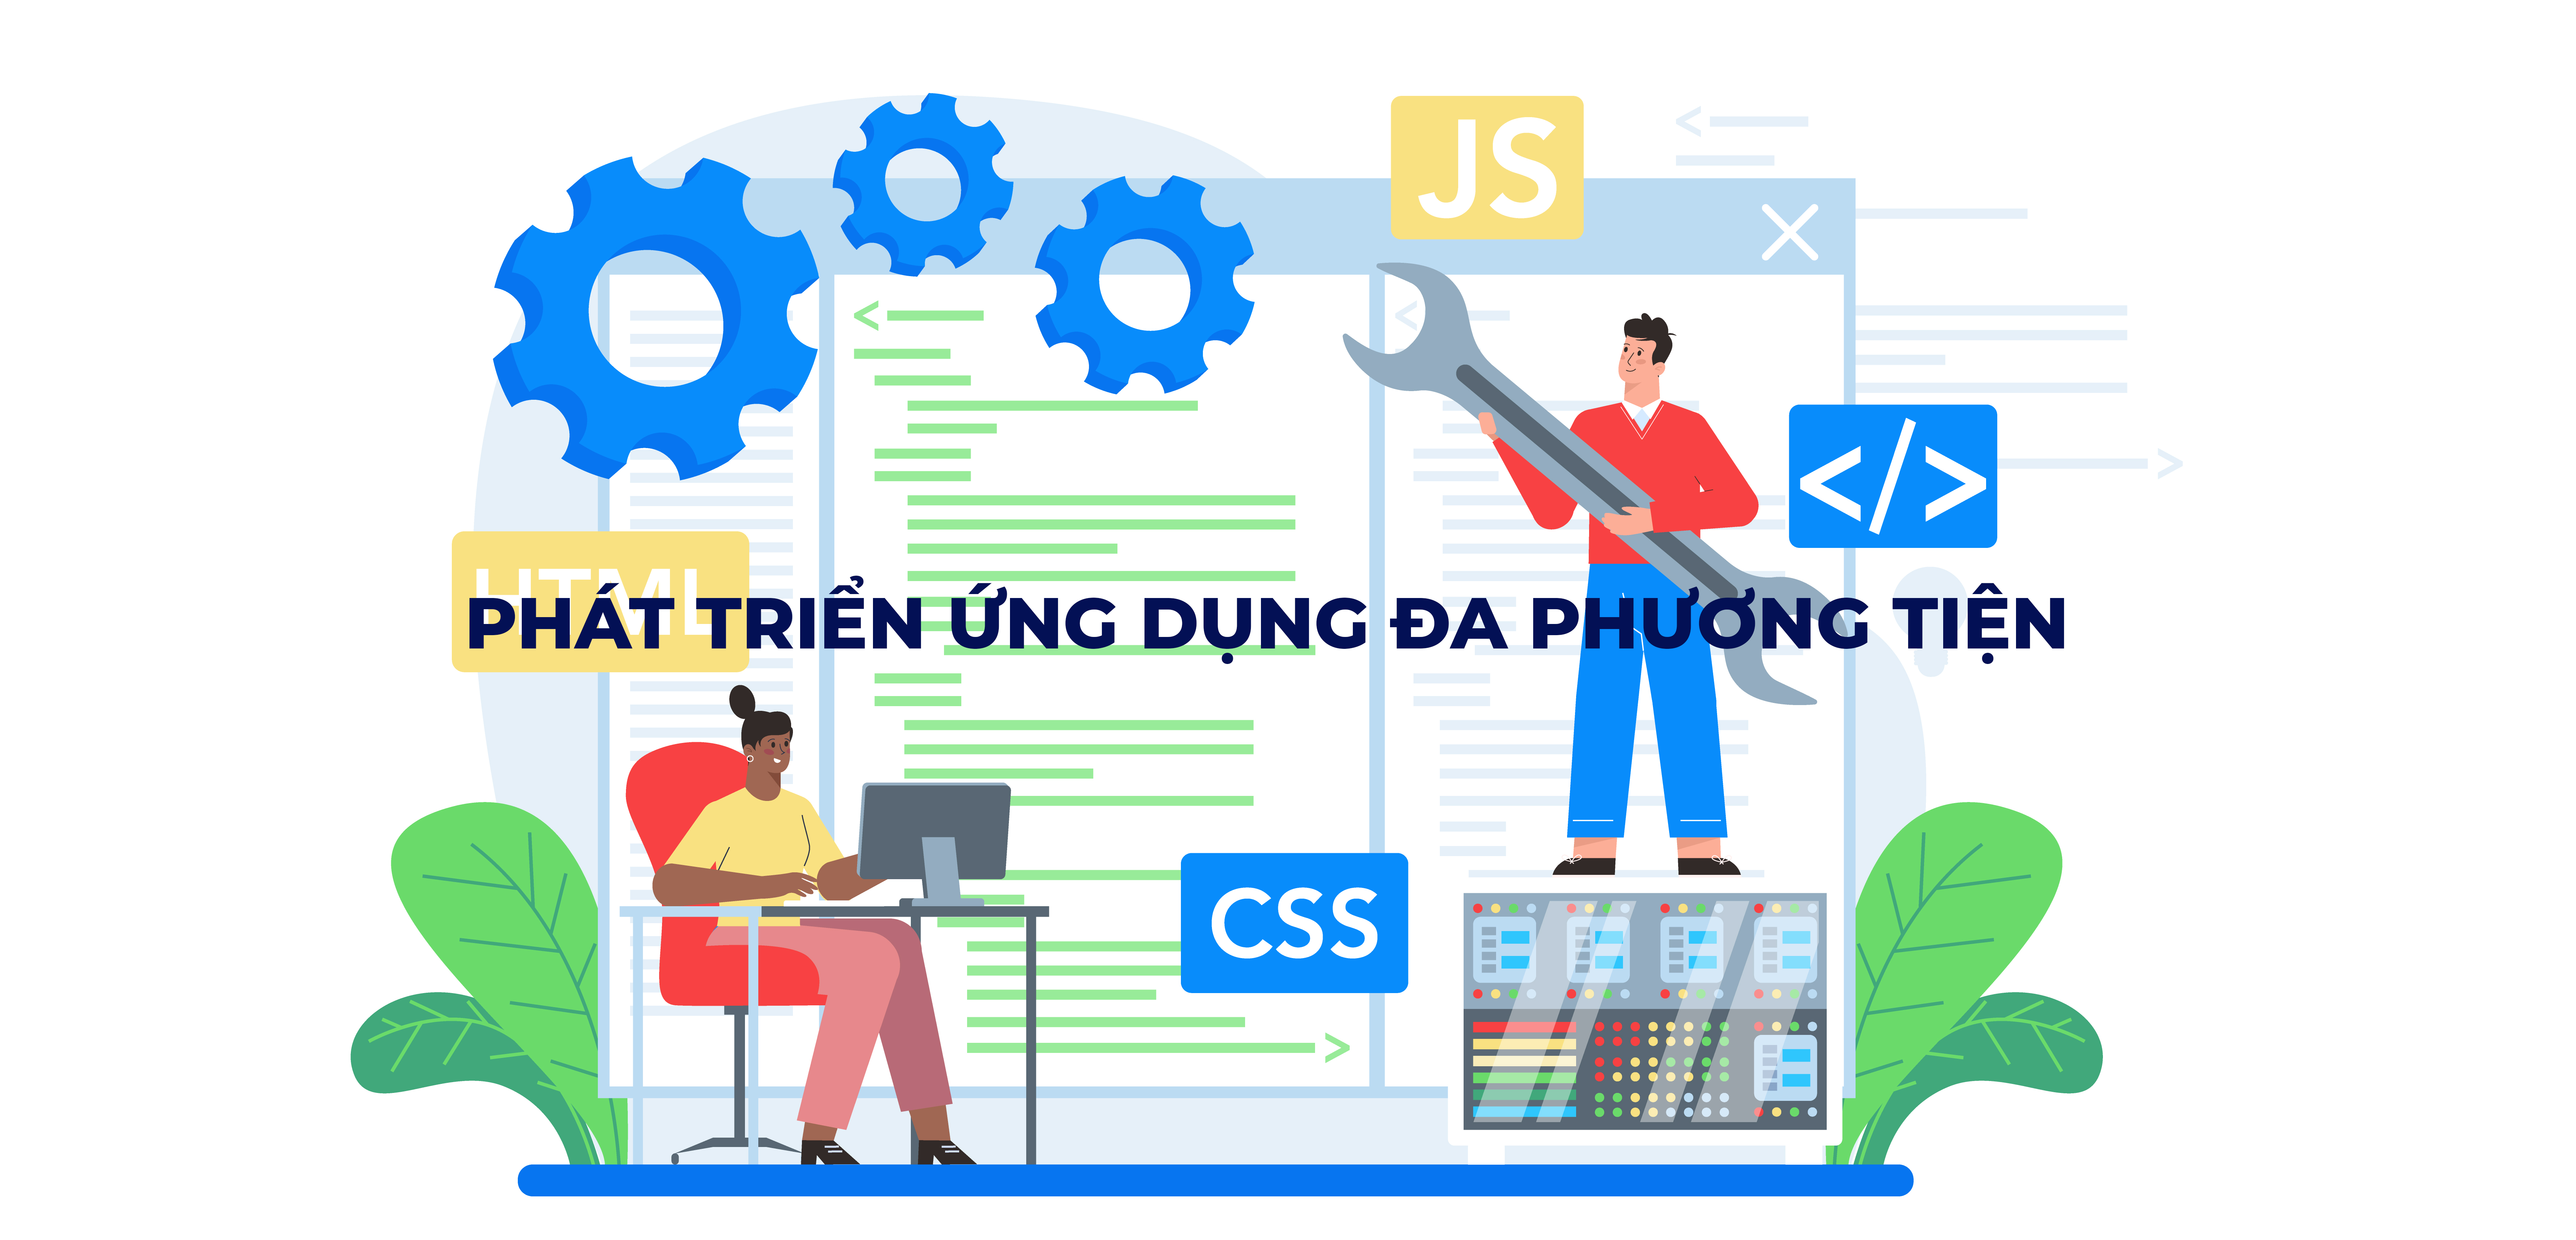 JS
</>
HTML
PHÁT TRIỂN ỨNG DỤNG ĐA PHƯƠNG TIỆN
CSS